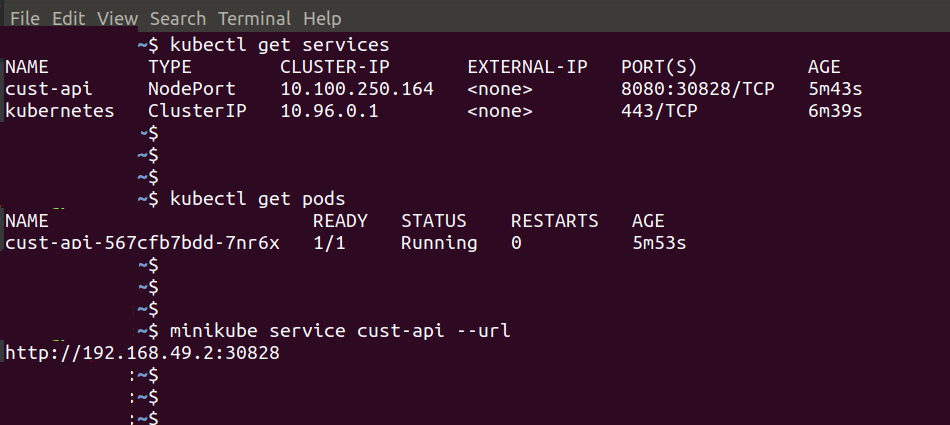 File Edit View Search Terminal Help
~$ kubectl get services
NAME TYPE CLUSTER-IP EXTERNAL-IP PORT(S) AGE
cust-api NodePort 10.100.250.164 <none> 8080:30828/TCP 5m43s
kubernetes ClusterIP 10.96.0.1 <none> 443/TCP 6m39s
~$
~$
~$
~$ kubectl get pods
NAME READY STATUS RESTARTS AGE
cust-api-567cfb7bdd-7nr6x 1/1 Running 0 5m53s
~$
~$
~$
~$ minikube service cust-api --url
http://192.168.49.2:30828
:~$
:~$
:~$